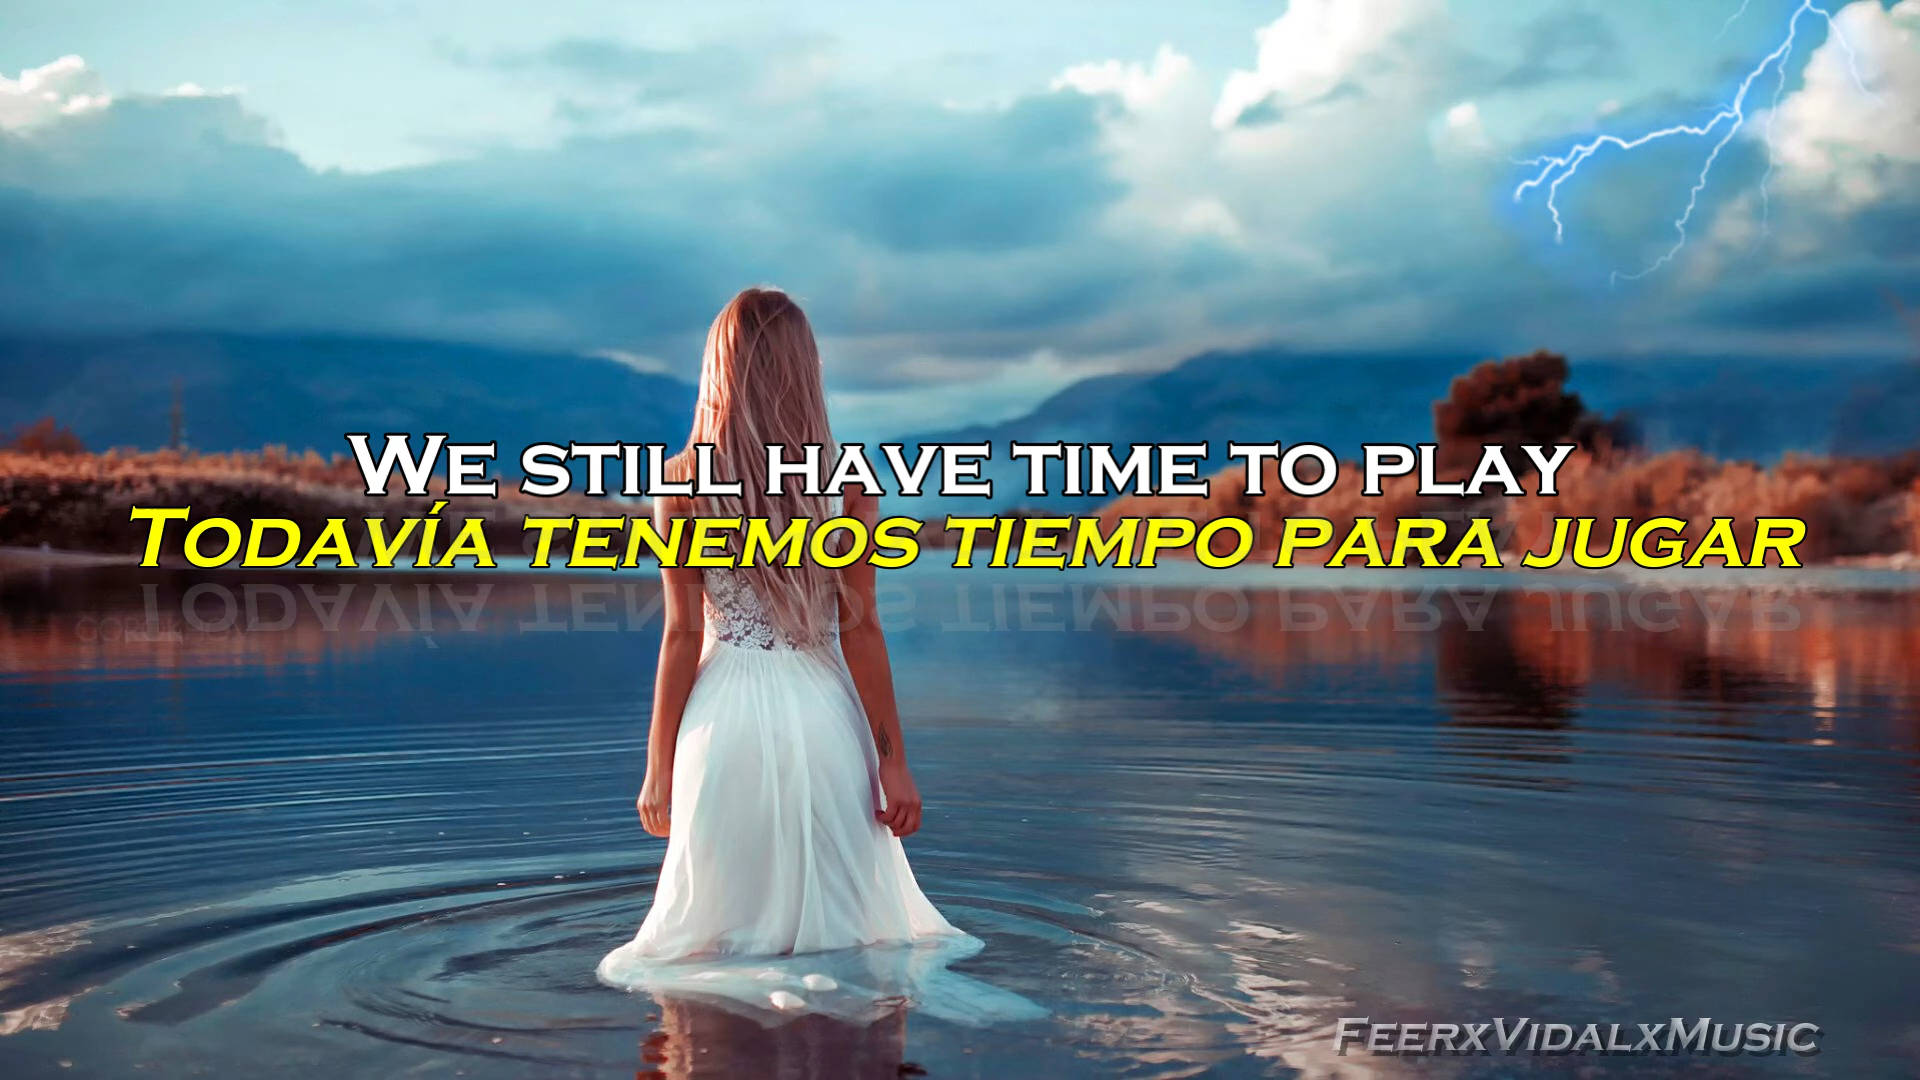 We still have time to play
Todavía tenemos tiempo para jugar
FeerxVidalxMusic